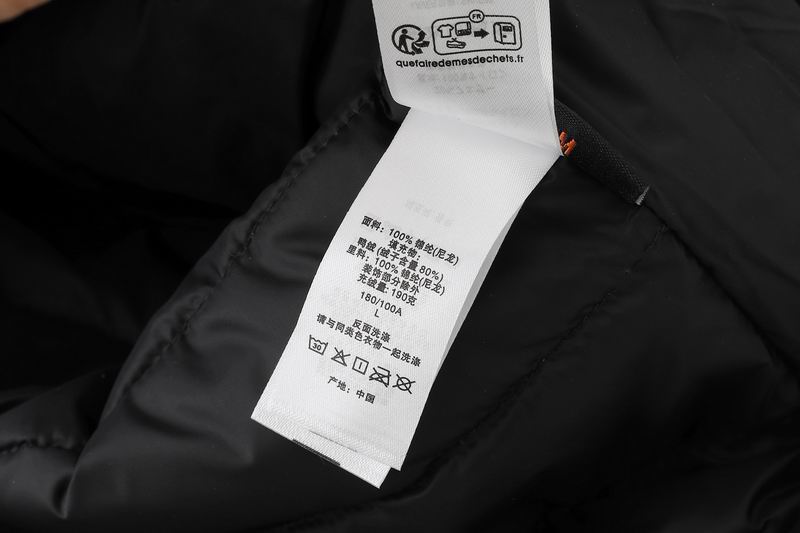 FR
quefairedemesdechets.fr
面料：100% 锦纶(尼龙)
填充物：
鸭绒 (绒子含量 80%)
里料：100% 锦纶(尼龙)
装饰部分除外
充绒量: 190克
180/100A
L
反面洗涤
请与同类色衣物一起洗涤
30
产地：中国